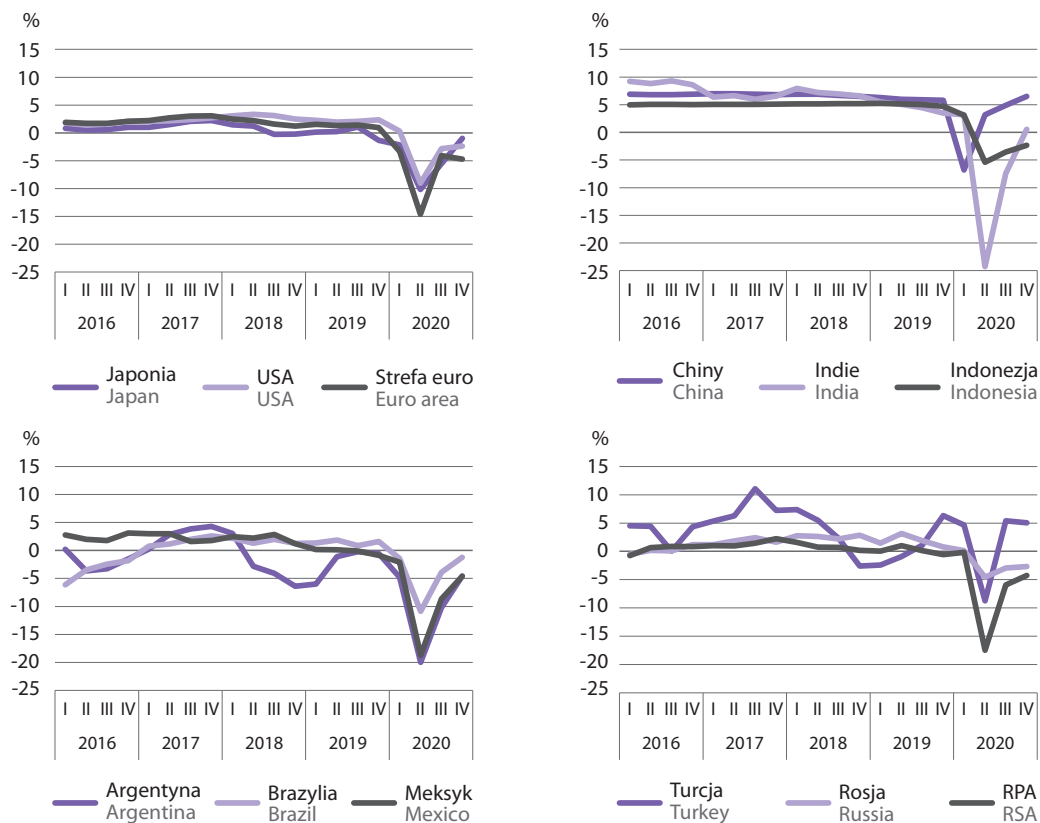 %
15
10
5
0
-5
-10
-15
-20
-25
I II III IV I II III IV I II III IV I II III IV I II III IV
2016 2017 2018 2019 2020
Japonia USA Strefa euro
Japan USA Euro area
%
15
10
5
0
-5
-10
-15
-20
-25
I II III IV I II III IV I II III IV I II III IV I II III IV
2016 2017 2018 2019 2020
Chiny Indie Indonezja
China India Indonesia
%
15
10
5
0
-5
-10
-15
-20
-25
I II III IV I II III IV I II III IV I II III IV I II III IV
2016 2017 2018 2019 2020
Argentyna Brazylia Meksyk
Argentina Brazil Mexico
%
15
10
5
0
-5
-10
-15
-20
-25
I II III IV I II III IV I II III IV I II III IV I II III IV
2016 2017 2018 2019 2020
Turcja Rosja RPA
Turkey Russia RSA